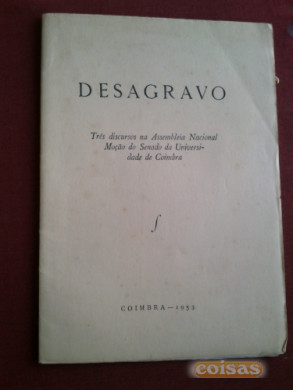 DESAGRAVO
Três discursos na Assembleia Nacional
Moção do Senado da Universi-
dade de Coimbra
COIMBRA — 1953
coisas